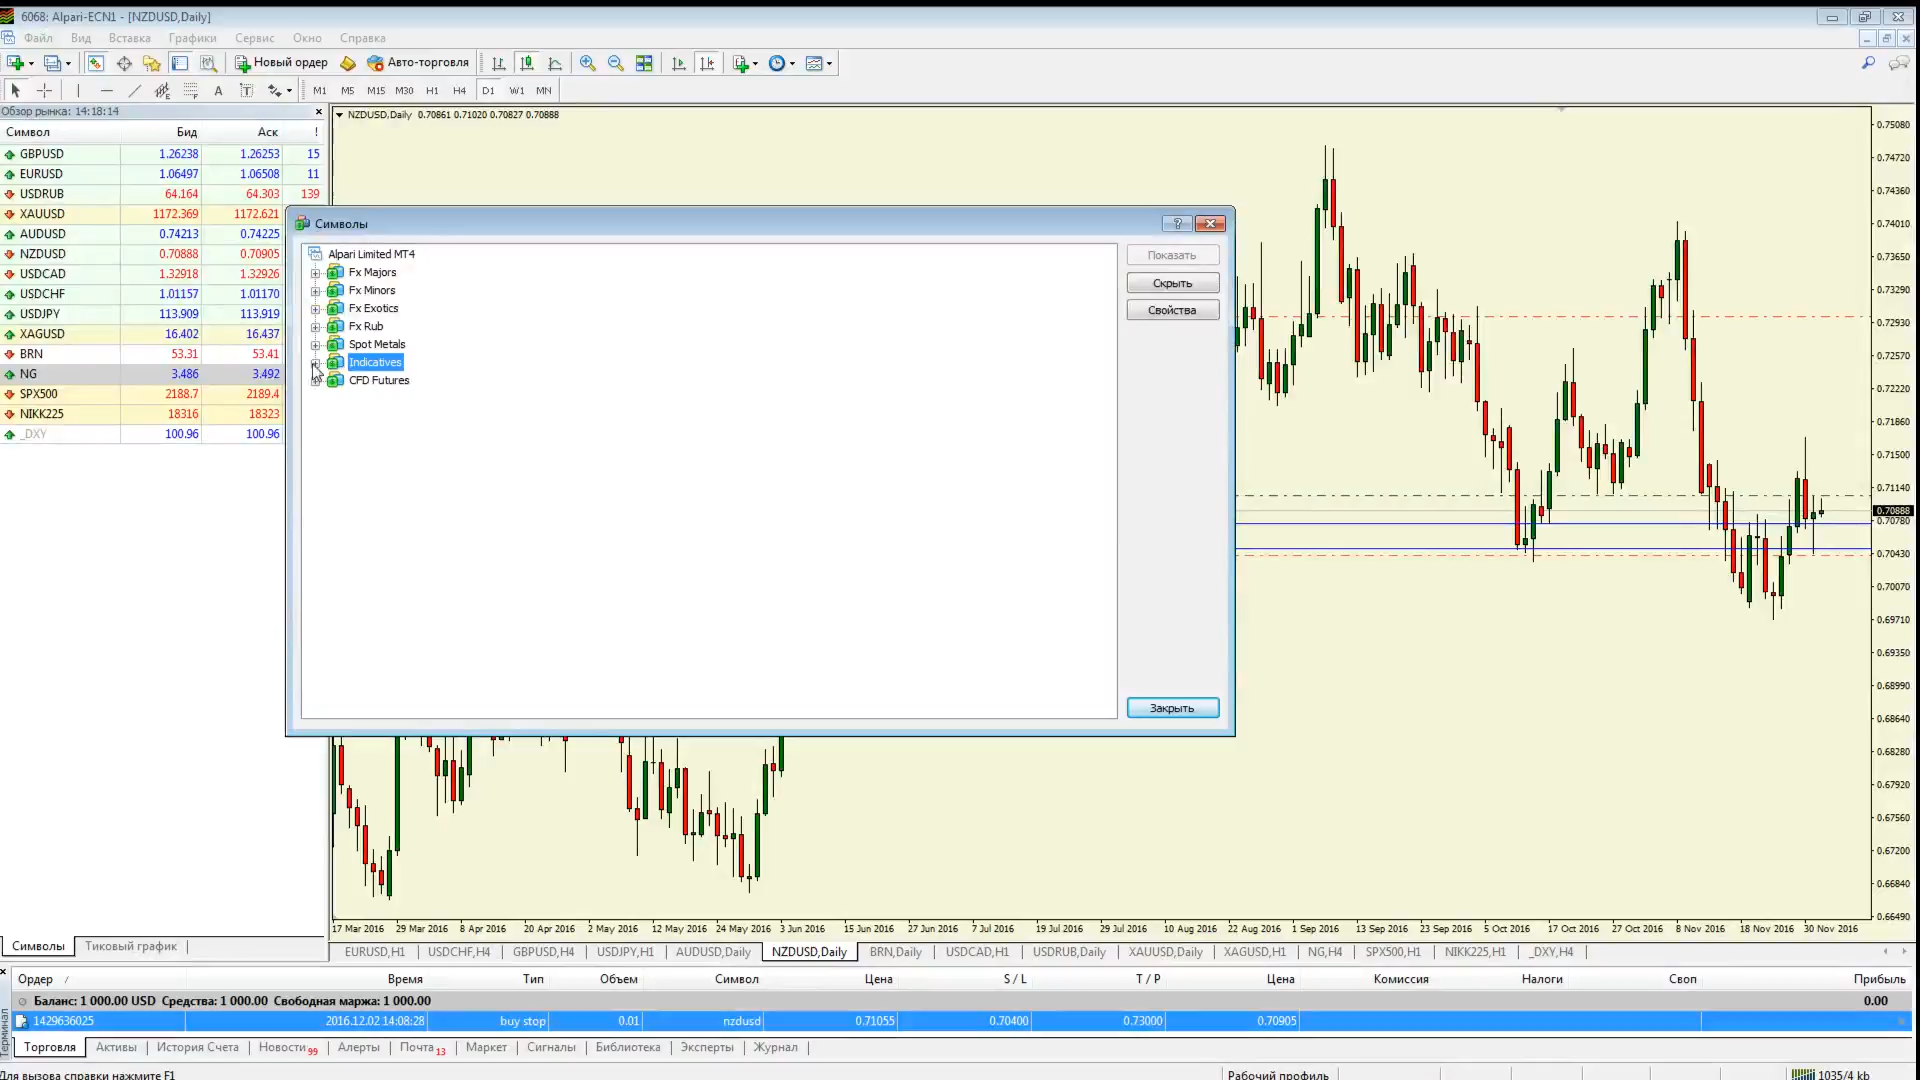 6068: Alpari-ECN1 - [NZDUSD,Daily]
Файл Вид Вставка Графики Сервис Окно Справка
Новый ордер Авто-торговля
A T M1 M5 M15 M30 H1 H4 D1 W1 MN
Обзор рынка: 14:18:14
Символ Бид Аск !
GBPUSD 1.26238 1.26253 15
EURUSD 1.06497 1.06508 11
USDRUB 64.164 64.303 139
XAUUSD 1172.369 1172.621
AUDUSD 0.74213 0.74225
NZDUSD 0.70888 0.70905
USDCAD 1.32918 1.32926
USDCHF 1.01157 1.01170
USDJPY 113.909 113.919
XAGUSD 16.402 16.437
BRN 53.31 53.41
NG 3.486 3.492
SPX500 2188.7 2189.4
NIKK225 18316 18323
_DXY 100.96 100.96
Символы Тиковый график
NZDUSD,Daily 0.70861 0.71020 0.70827 0.70888
Символы
Alpari Limited MT4
Fx Majors
Fx Minors
Fx Exotics
Fx Rub
Spot Metals
Indicatives
CFD Futures
Показать
Скрыть
Свойства
Закрыть
0.75080
0.74720
0.74360
0.74010
0.73650
0.73290
0.72930
0.72570
0.72220
0.71860
0.71500
0.71140
0.70888
0.70780
0.70430
0.70070
0.69710
0.69350
0.68990
0.68640
0.68280
0.67920
0.67560
0.67200
0.66840
0.66490
17 Mar 2016 29 Mar 2016 8 Apr 2016 20 Apr 2016 2 May 2016 12 May 2016 24 May 2016 3 Jun 2016 15 Jun 2016 27 Jun 2016 7 Jul 2016 19 Jul 2016 29 Jul 2016 10 Aug 2016 22 Aug 2016 1 Sep 2016 13 Sep 2016 23 Sep 2016 5 Oct 2016 17 Oct 2016 27 Oct 2016 8 Nov 2016 18 Nov 2016 30 Nov 2016
EURUSD,H1 USDCHF,H4 GBPUSD,H4 USDJPY,H1 AUDUSD,Daily NZDUSD,Daily BRN,Daily USDCAD,H1 USDRUB,Daily XAUUSD,Daily XAGUSD,H1 NG,H4 SPX500,H1 NIKK225,H1 _DXY,H4
Ордер / Время Тип Объем Символ Цена S / L T / P Цена Комиссия Налоги Своп Прибыль
Баланс: 1 000.00 USD Средства: 1 000.00 Свободная маржа: 1 000.00 0.00
1429636025 2016.12.02 14:08:28 buy stop 0.01 nzdusd 0.71055 0.70400 0.73000 0.70905
Терминал
Торговля Активы История Счета Новости 99 Алерты Почта 13 Маркет Сигналы Библиотека Эксперты Журнал
Для вызова справки нажмите F1 Рабочий профиль 1035/4 kb